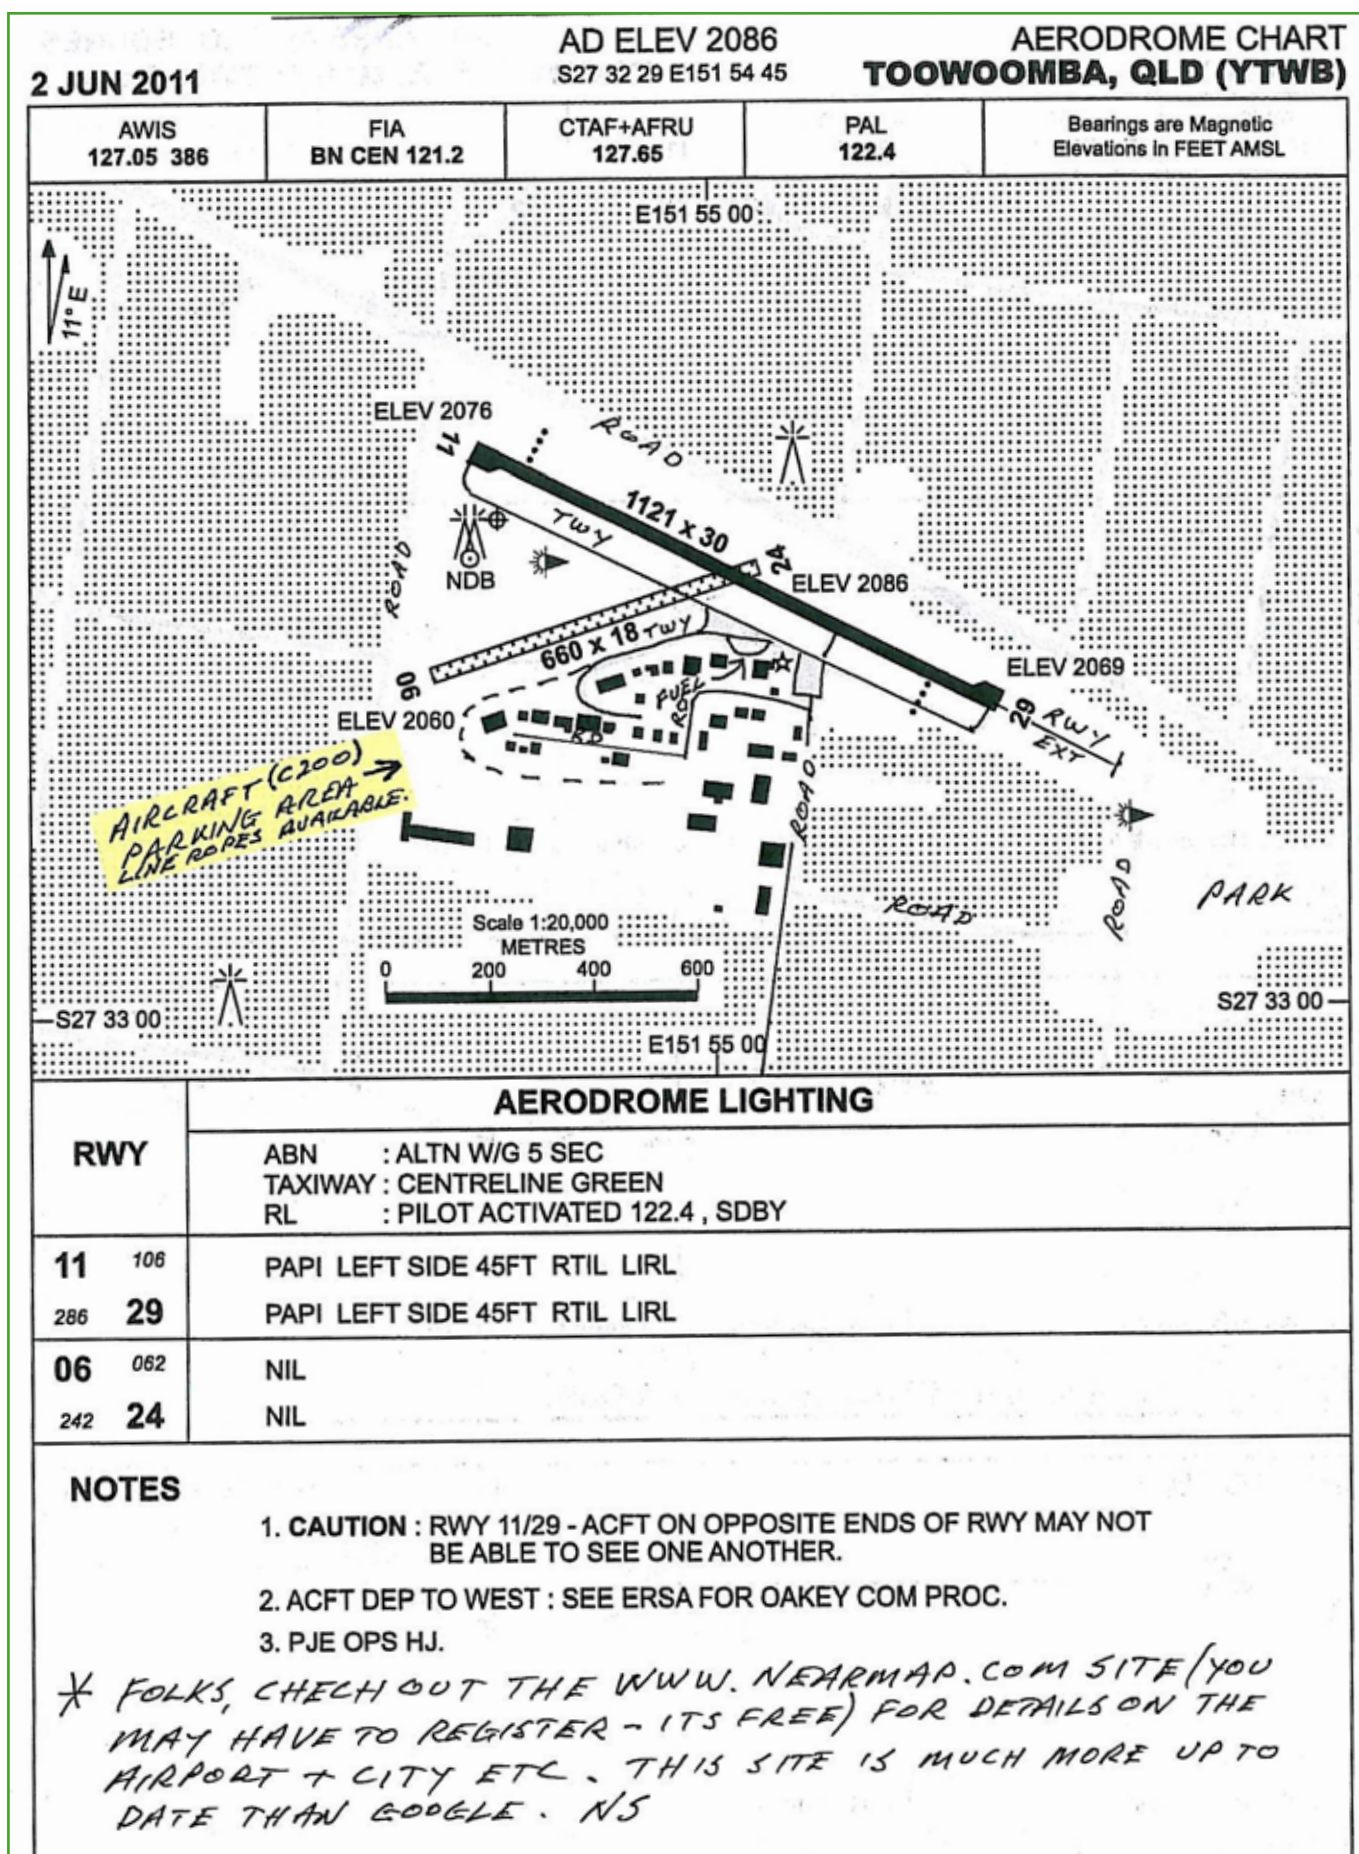 AD ELEV 2086
S27 32 29 E151 54 45
AERODROME CHART
2 JUN 2011
TOOWOOMBA, QLD (YTWB)
AWIS
127.05 386
FIA
BN CEN 121.2
CTAF+AFRU
127.65
PAL
122.4
Bearings are Magnetic
Elevations in FEET AMSL
E151 55 00
11° E
ELEV 2076
11
ROAD
1121 x 30
TWY
24
NDB
ROAD
ELEV 2086
660 x 18
TWY
06
FUEL
ROAD
ELEV 2069
29
RWY
EXT
ELEV 2060
RD
AIRCRAFT (C200)
PARKING AREA
LINE ROPES AVAILABLE.
ROAD
ROAD
ROAD
PARK
Scale 1:20,000
METRES
0 200 400 600
S27 33 00
S27 33 00
E151 55 00
AERODROME LIGHTING
RWY
ABN : ALTN W/G 5 SEC
TAXIWAY : CENTRELINE GREEN
RL : PILOT ACTIVATED 122.4 , SDBY
11 106 PAPI LEFT SIDE 45FT RTIL LIRL
286 29 PAPI LEFT SIDE 45FT RTIL LIRL
06 062 NIL
242 24 NIL
NOTES
1. CAUTION : RWY 11/29 - ACFT ON OPPOSITE ENDS OF RWY MAY NOT
BE ABLE TO SEE ONE ANOTHER.
2. ACFT DEP TO WEST : SEE ERSA FOR OAKEY COM PROC.
3. PJE OPS HJ.
* FOLKS, CHECH OUT THE WWW.NEARMAP.COM SITE (YOU
MAY HAVE TO REGISTER - ITS FREE) FOR DETAILS ON THE
AIRPORT + CITY ETC. THIS SITE IS MUCH MORE UP TO
DATE THAN GOOGLE. NS